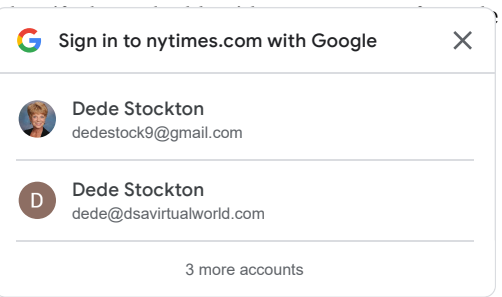 Sign in to nytimes.com with Google
Dede Stockton
dedestock9@gmail.com
D
Dede Stockton
dede@dsavirtualworld.com
3 more accounts